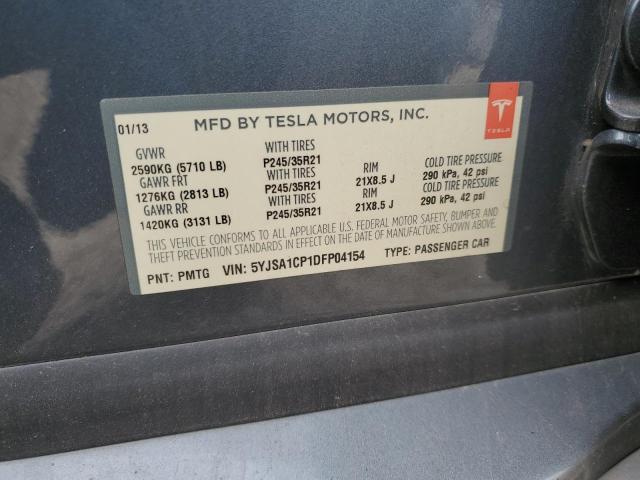 01/13 MFD BY TESLA MOTORS, INC.
TESLA
GVWR WITH TIRES
2590KG (5710 LB) P245/35R21 RIM COLD TIRE PRESSURE
GAWR FRT WITH TIRES
1276KG (2813 LB) P245/35R21 21X8.5 J 290 kPa, 42 psi
GAWR RR WITH TIRES RIM COLD TIRE PRESSURE
1420KG (3131 LB) P245/35R21 21X8.5 J 290 kPa, 42 psi
THIS VEHICLE CONFORMS TO ALL APPLICABLE U.S. FEDERAL MOTOR SAFETY, BUMPER AND
THEFT PREVENTION STANDARDS IN EFFECT ON THE DATE OF MANUFACTURE SHOWN ABOVE.
PNT: PMTG VIN: 5YJSA1CP1DFP04154 TYPE: PASSENGER CAR